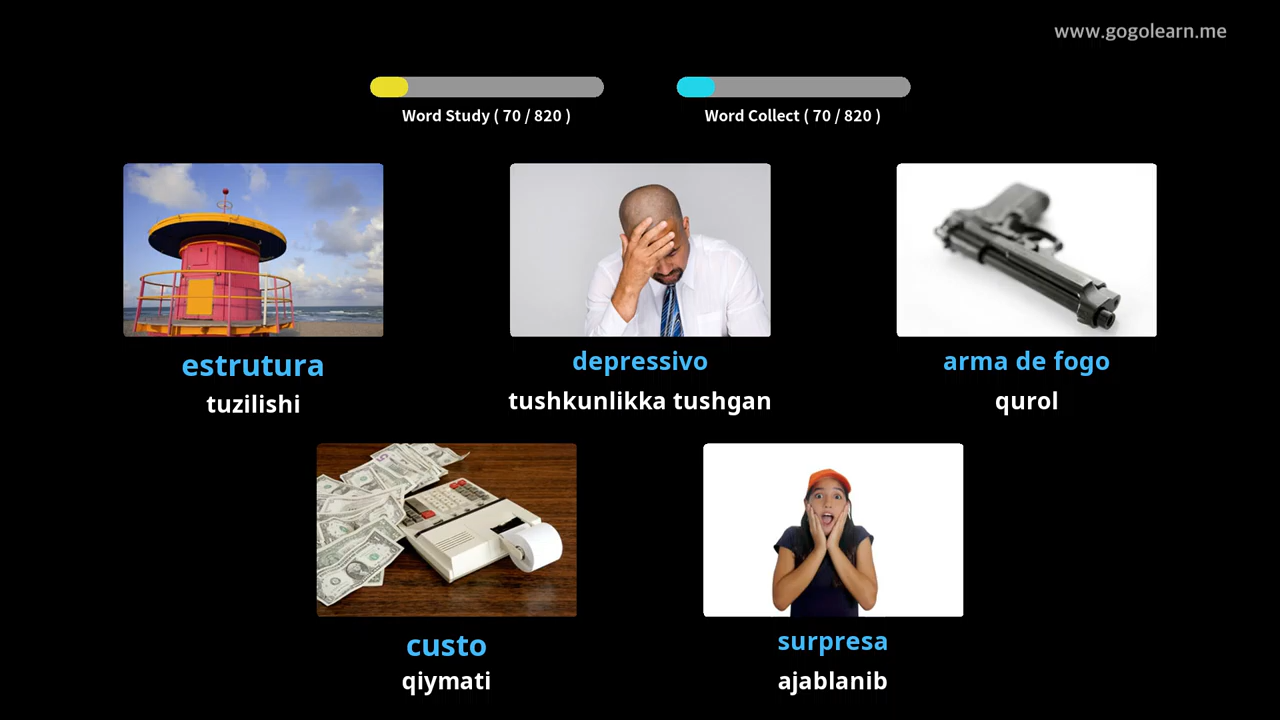 www.gogolearn.me
Word Study ( 70 / 820 )
Word Collect ( 70 / 820 )
estrutura
tuzilishi
depressivo
tushkunlikka tushgan
arma de fogo
qurol
custo
qiymati
surpresa
ajablanib